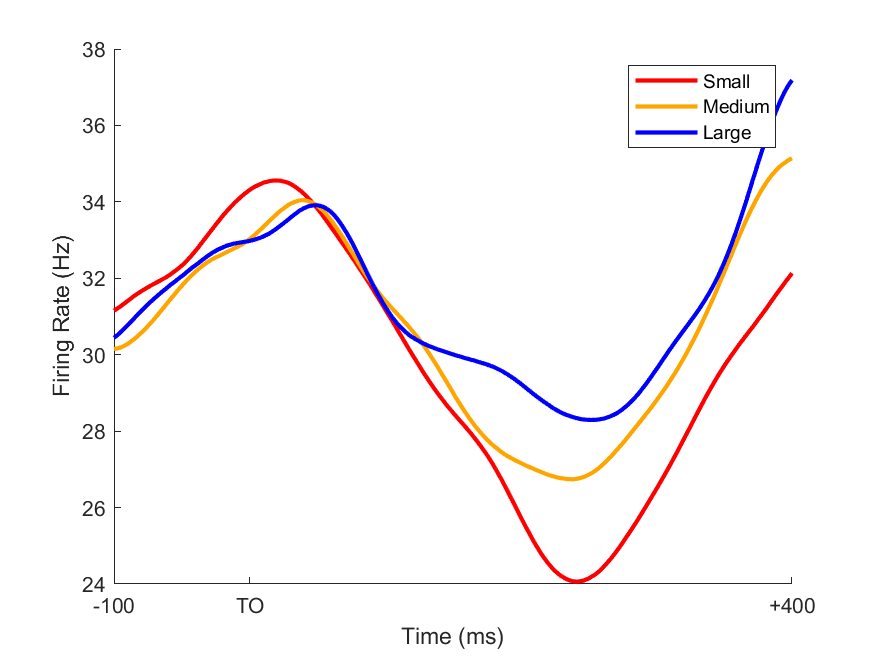 38
36
34
32
30
28
26
24
Firing Rate (Hz)
Small
Medium
Large
-100
TO
+400
Time (ms)